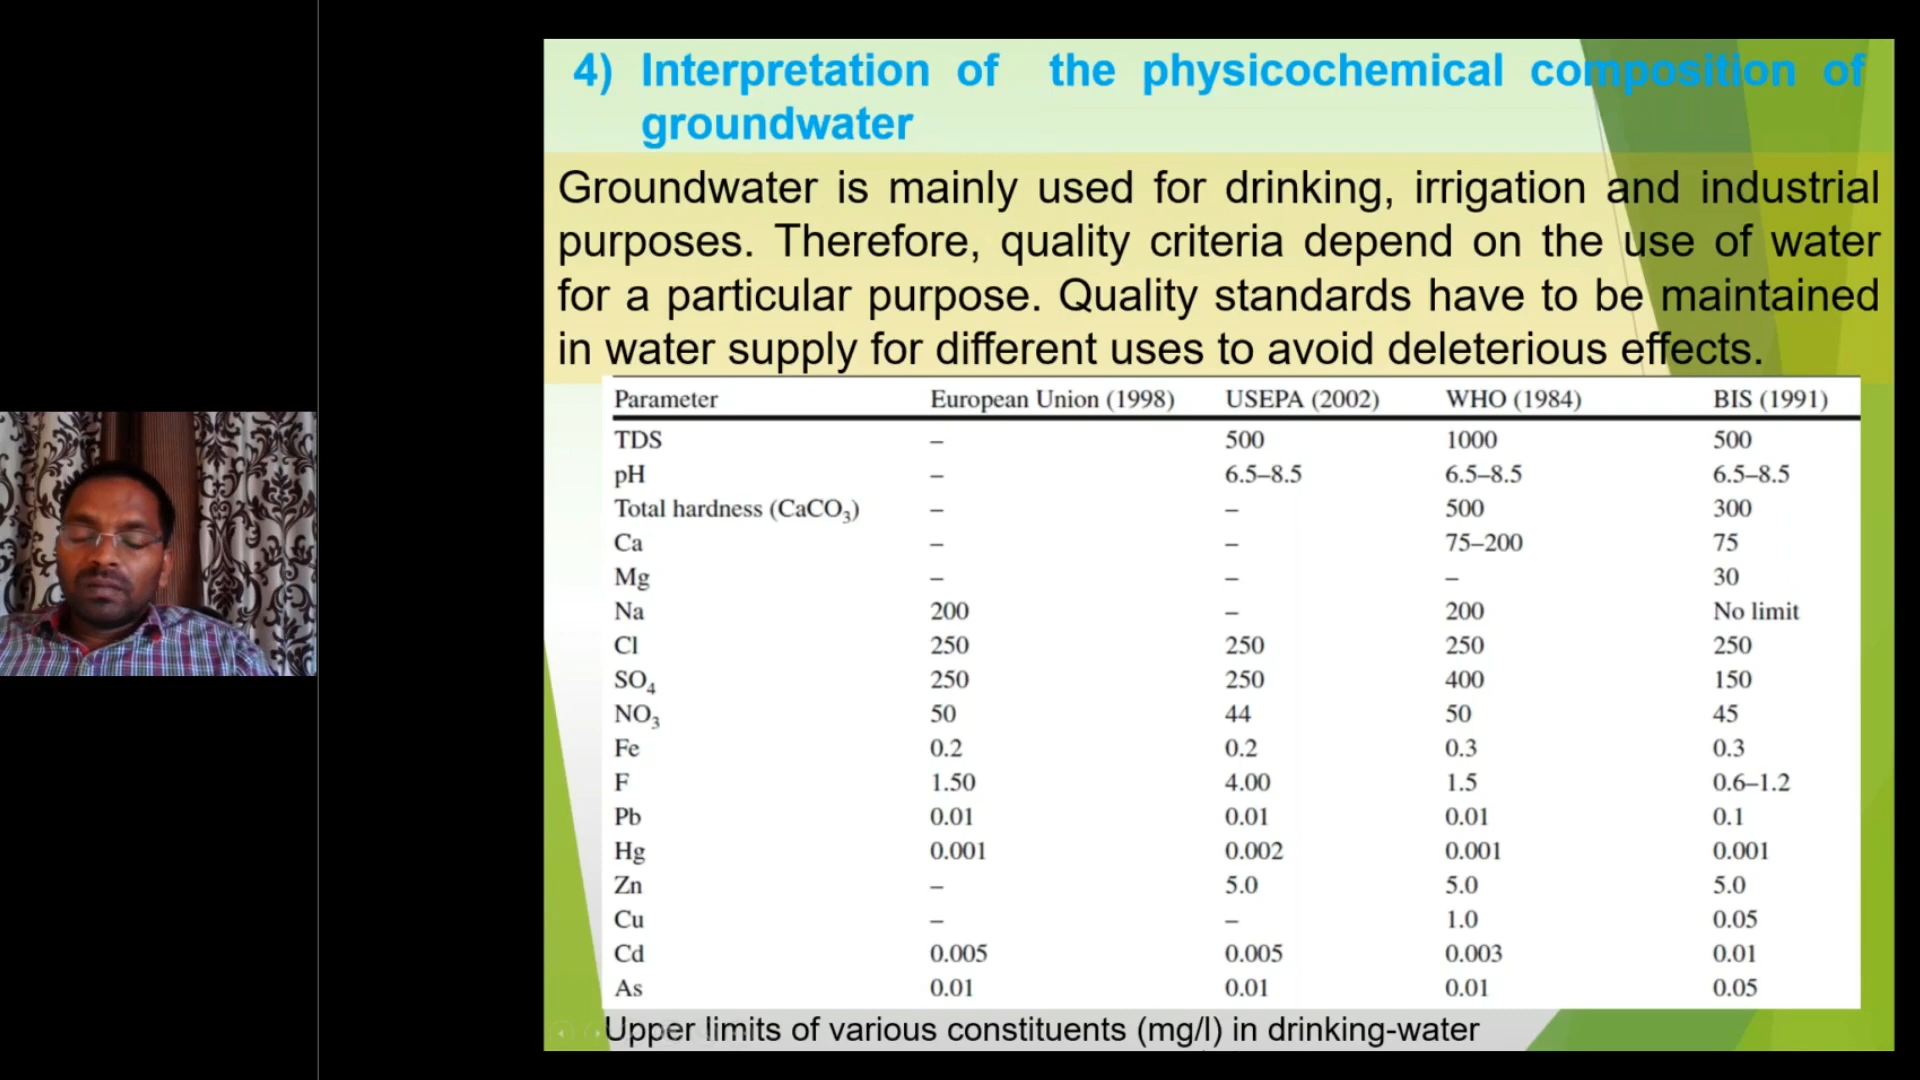 4) Interpretation of the physicochemical composition of
groundwater
Groundwater is mainly used for drinking, irrigation and industrial
purposes. Therefore, quality criteria depend on the use of water
for a particular purpose. Quality standards have to be maintained
in water supply for different uses to avoid deleterious effects.
Parameter European Union (1998) USEPA (2002) WHO (1984) BIS (1991)
TDS – 500 1000 500
pH – 6.5–8.5 6.5–8.5 6.5–8.5
Total hardness (CaCO₃) – – 500 300
Ca – – 75–200 75
Mg – – – 30
Na 200 – 200 No limit
Cl 250 250 250 250
SO₄ 250 250 400 150
NO₃ 50 44 50 45
Fe 0.2 0.2 0.3 0.3
F 1.50 4.00 1.5 0.6–1.2
Pb 0.01 0.01 0.01 0.1
Hg 0.001 0.002 0.001 0.001
Zn – 5.0 5.0 5.0
Cu – – 1.0 0.05
Cd 0.005 0.005 0.003 0.01
As 0.01 0.01 0.01 0.05
Upper limits of various constituents (mg/l) in drinking-water